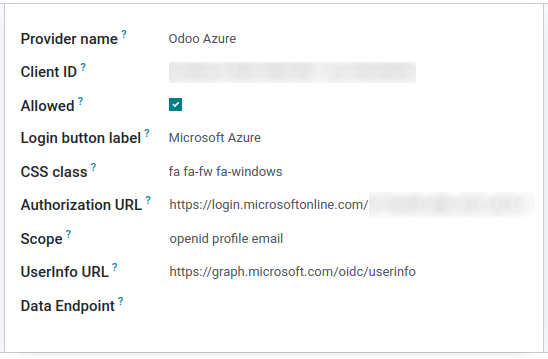 Provider name ? Odoo Azure
Client ID ?
Allowed ?
Login button label ? Microsoft Azure
CSS class ? fa fa-fw fa-windows
Authorization URL ? https://login.microsoftonline.com/
Scope ? openid profile email
UserInfo URL ? https://graph.microsoft.com/oidc/userinfo
Data Endpoint ?